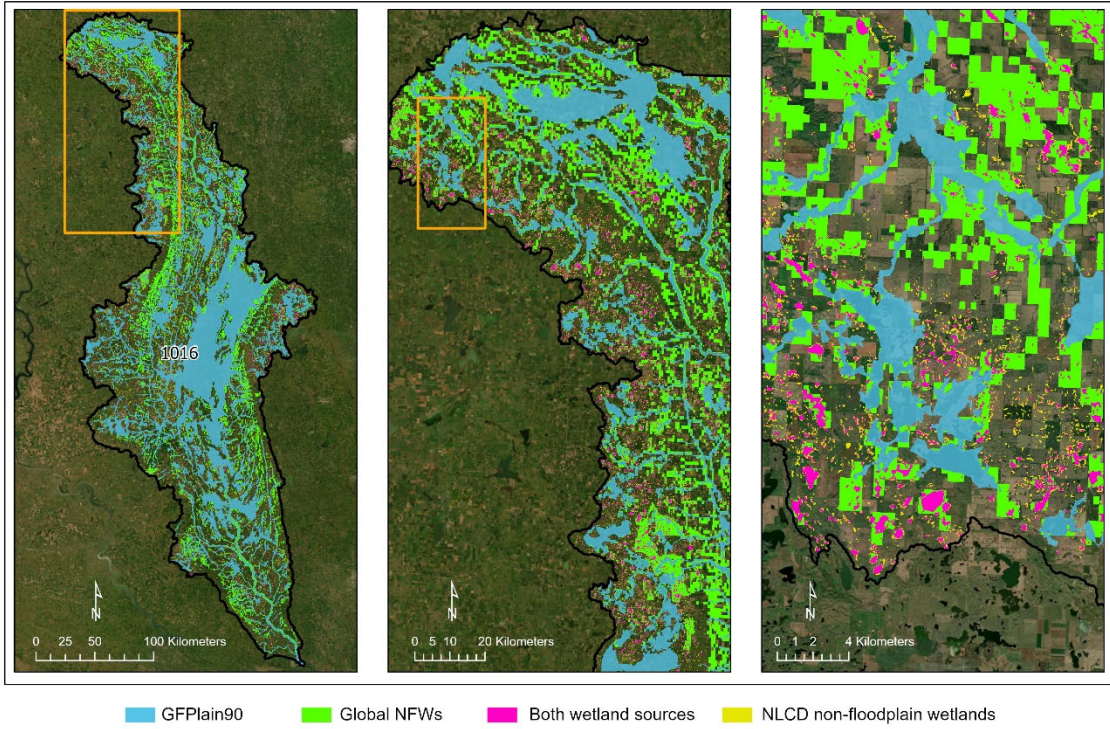 1016
N
0 25 50 100 Kilometers
N
0 5 10 20 Kilometers
N
0 1 2 4 Kilometers
GFPlain90 Global NFWs Both wetland sources NLCD non-floodplain wetlands